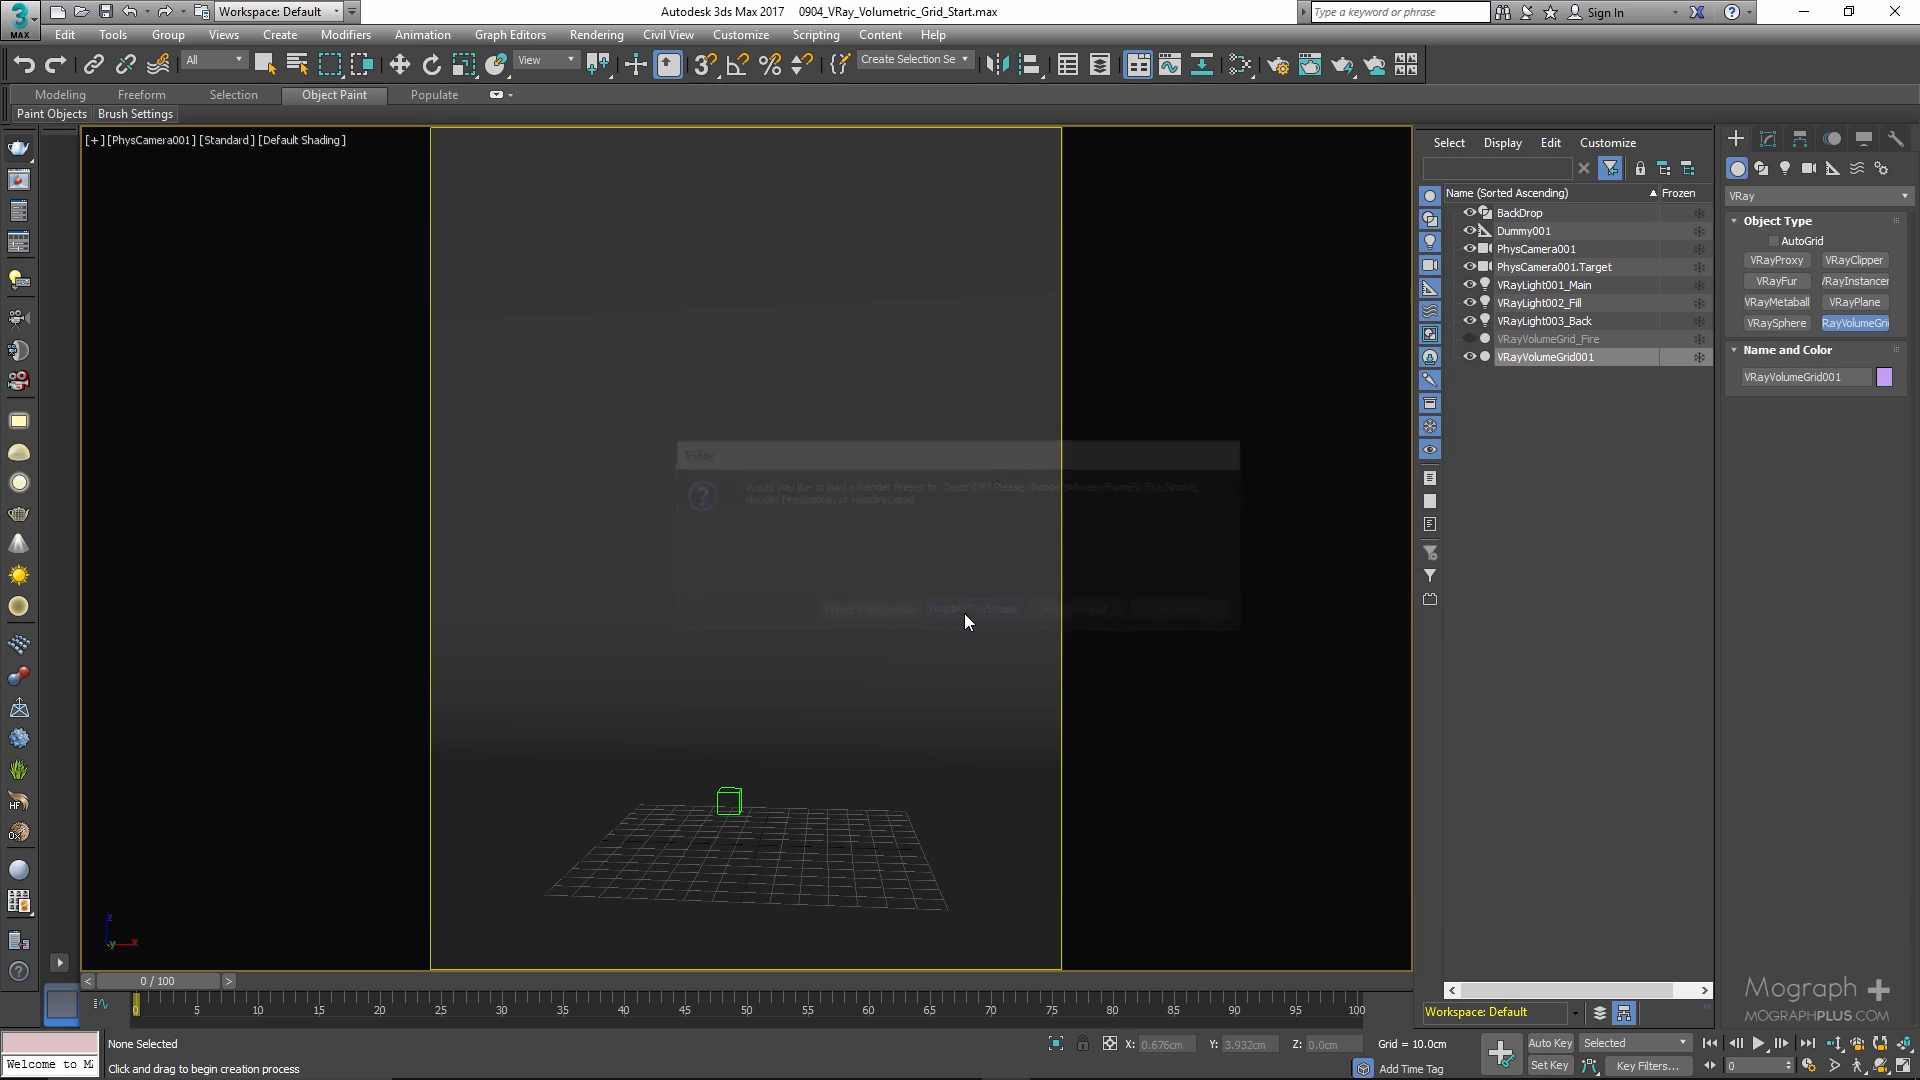 Workspace: Default
Autodesk 3ds Max 2017 0904_VRay_Volumetric_Grid_Start.max
Type a keyword or phrase
Sign In
MAX
Edit Tools Group Views Create Modifiers Animation Graph Editors Rendering Civil View Customize Scripting Content Help
All
View
Create Selection Se
Modeling Freeform Selection Object Paint Populate
Paint Objects Brush Settings
[+] [PhysCamera001] [Standard] [Default Shading]
V-Ray
Would you like to load a Render Preset for OpenVDB? Please choose between FumeFX Fire/Smoke,
Houdini Fire/Smoke, or Houdini Liquid.
FumeFX Fire/Smoke Houdini Fire/Smoke
Select Display Edit Customize
Name (Sorted Ascending) Frozen
BackDrop
Dummy001
PhysCamera001
PhysCamera001.Target
VRayLight001_Main
VRayLight002_Fill
VRayLight003_Back
VRayVolumeGrid_Fire
VRayVolumeGrid001
VRay
Object Type
AutoGrid
VRayProxy VRayClipper
VRayFur /RayInstancer
VRayMetaball VRayPlane
VRaySphere RayVolumeGri
Name and Color
VRayVolumeGrid001
HF
z
y x
0 / 100
0 5 10 15 20 25 30 35 40 45 50 55 60 65 70 75 80 85 90 95 100
Workspace: Default
Mograph +
MOGRAPHPLUS.COM
None Selected
X: 0.676cm Y: 3.932cm Z: 0.0cm Grid = 10.0cm
Auto Key Selected
Welcome to M
Click and drag to begin creation process
Add Time Tag
Set Key Key Filters...
0